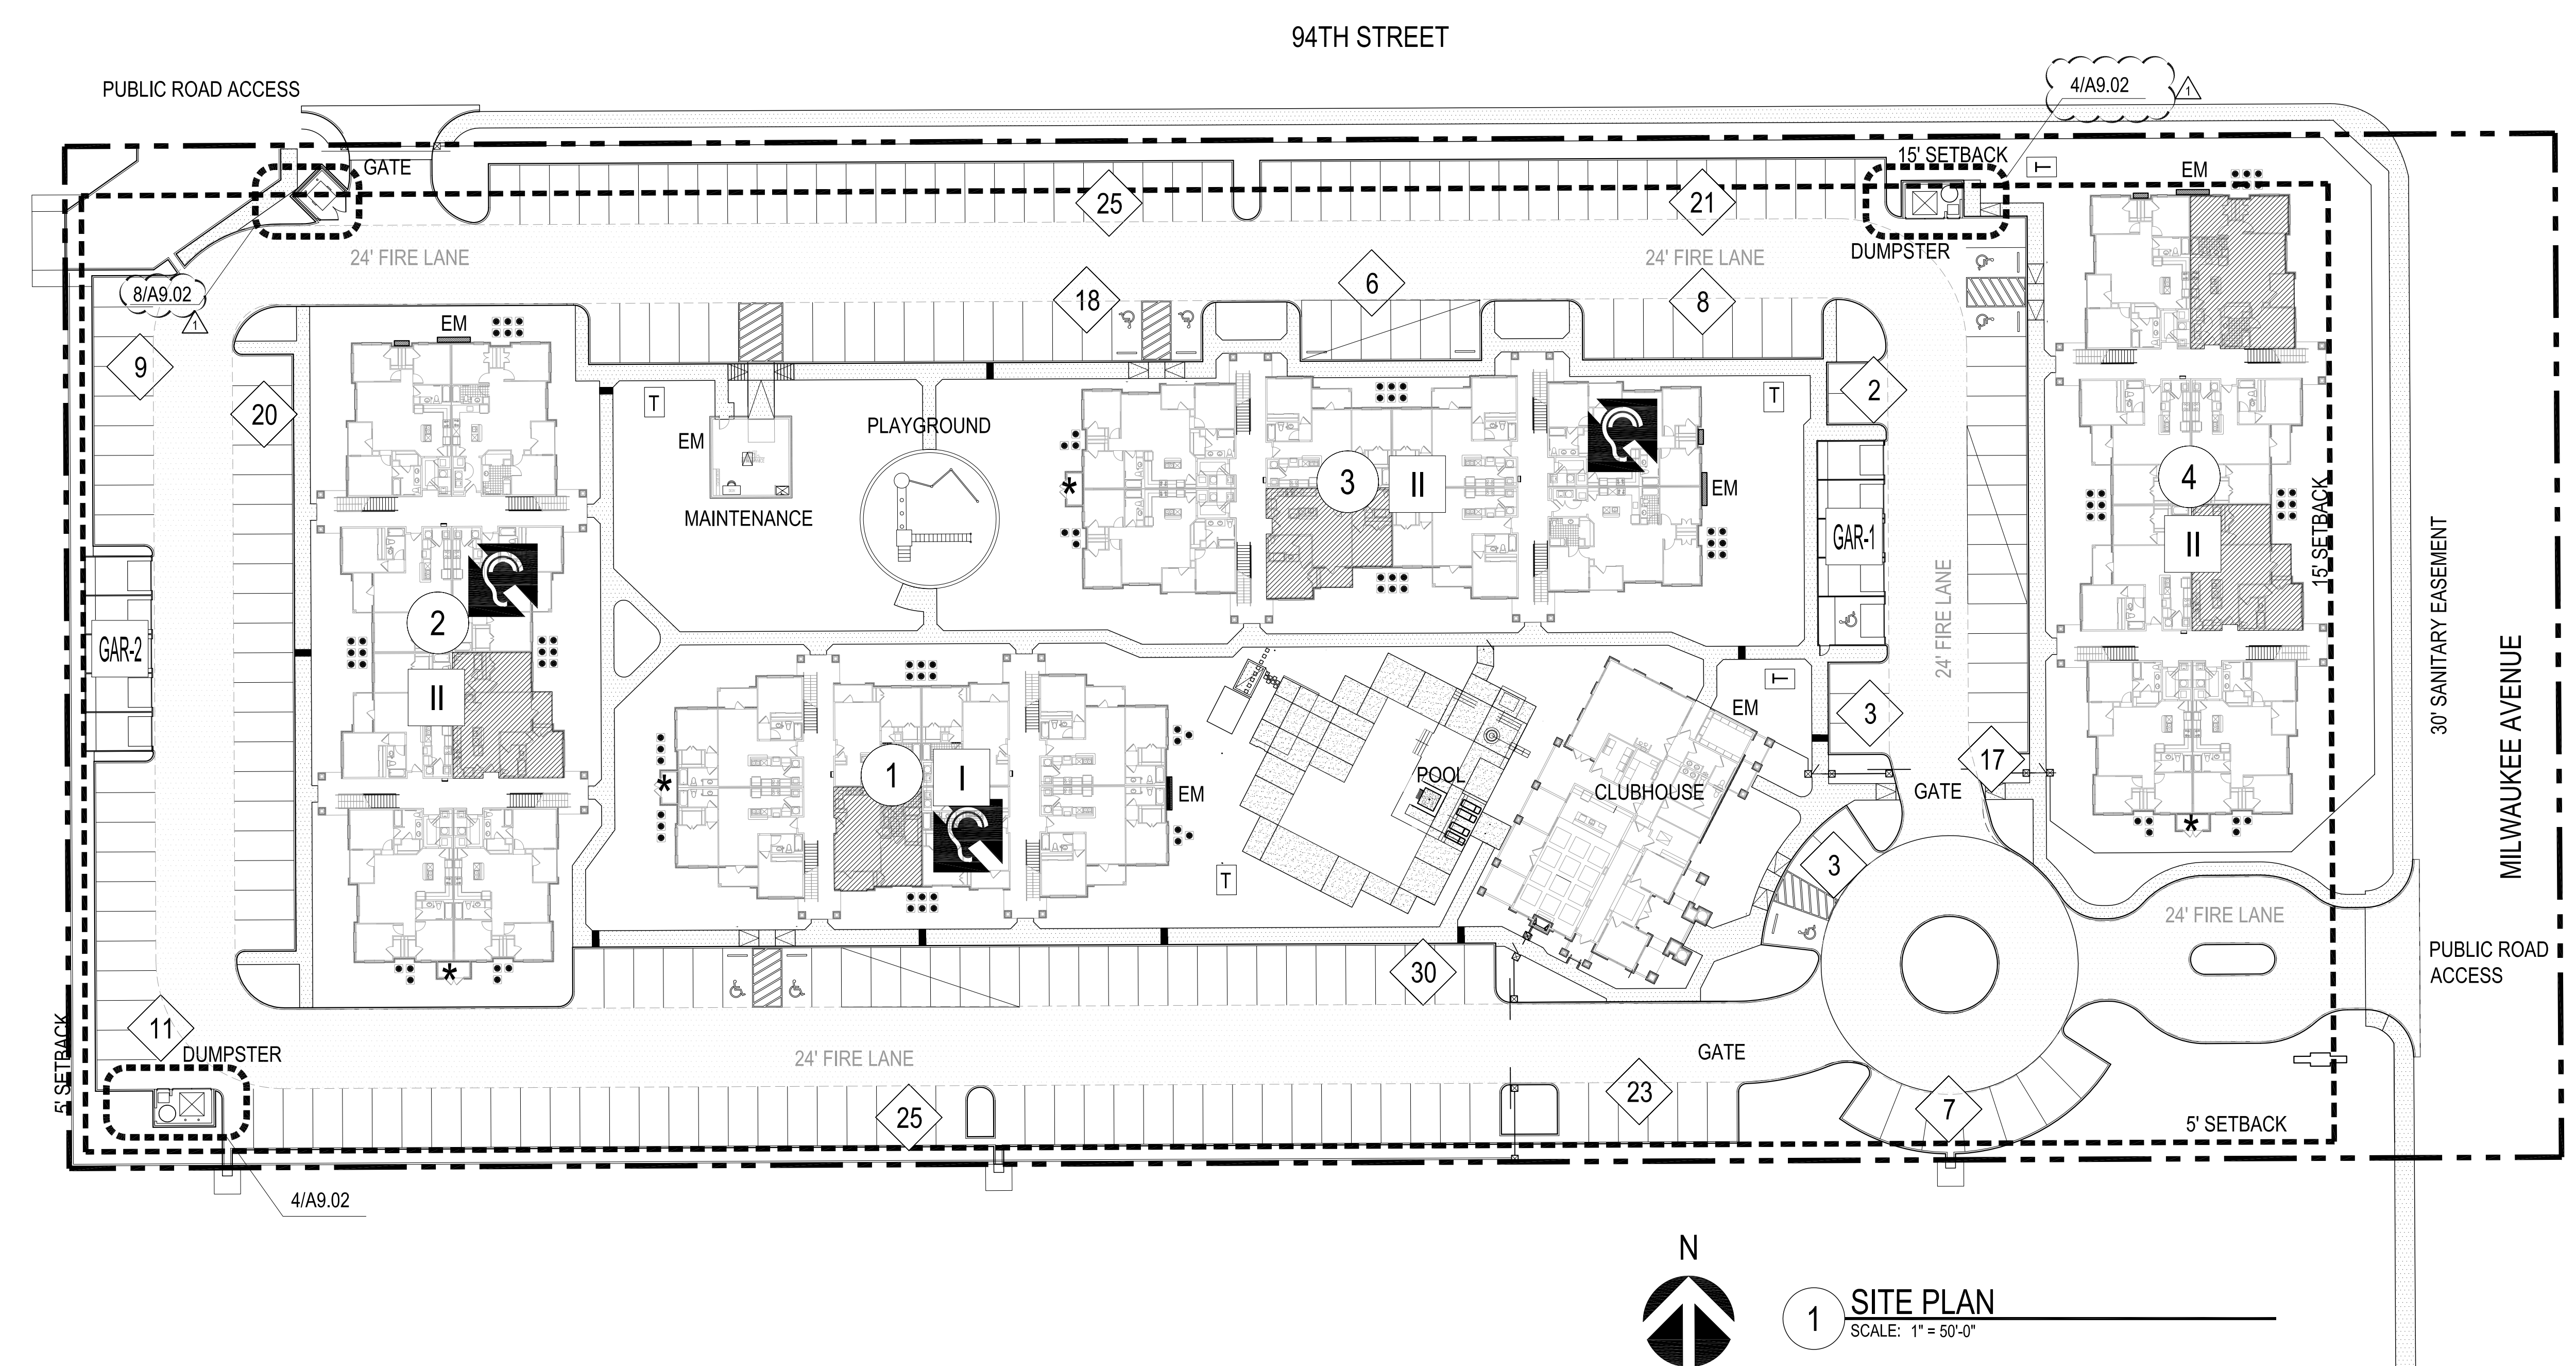 94TH STREET
PUBLIC ROAD ACCESS
4/A9.02
1
GATE
15' SETBACK
T
EM
25
21
DUMPSTER
24' FIRE LANE
24' FIRE LANE
8/A9.02
1
18
6
8
EM
9
20
2
T
T
EM
PLAYGROUND
MAINTENANCE
*
3
II
EM
GAR-1
4
II
15' SETBACK
30' SANITARY EASEMENT
MILWAUKEE AVENUE
24' FIRE LANE
2
II
GAR-2
T
EM
3
17
GATE
1
I
*
EM
POOL
CLUBHOUSE
*
3
T
24' FIRE LANE
PUBLIC ROAD
ACCESS
*
30
11
5' SETBACK
DUMPSTER
24' FIRE LANE
GATE
25
23
7
5' SETBACK
4/A9.02
N
1
SITE PLAN
SCALE: 1" = 50'-0"